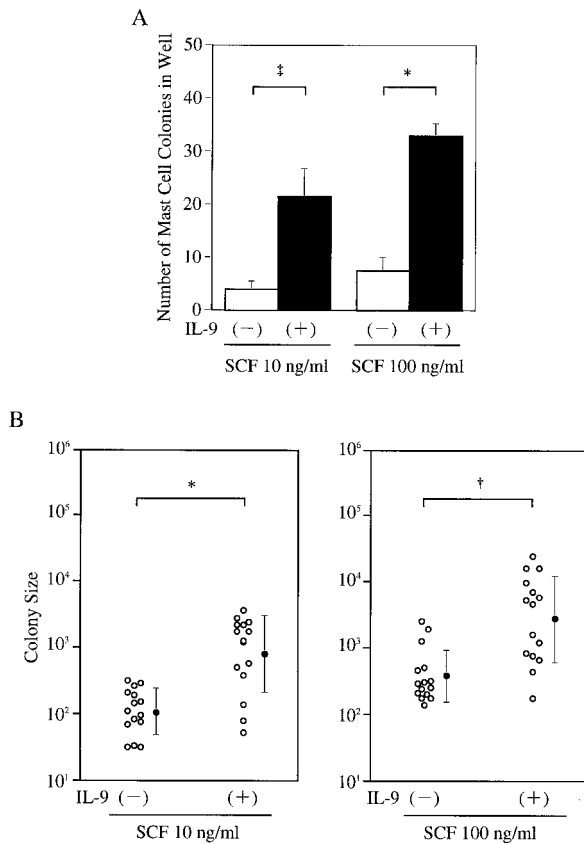 A
Number of Mast Cell Colonies in Well
50
40
30
20
10
0
‡
*
IL-9 (−) (+) (−) (+)
SCF 10 ng/ml SCF 100 ng/ml
B
Colony Size
10⁶
10⁵
10⁴
10³
10²
10¹
*
IL-9 (−) (+)
SCF 10 ng/ml
10⁶
10⁵
10⁴
10³
10²
10¹
†
IL-9 (−) (+)
SCF 100 ng/ml